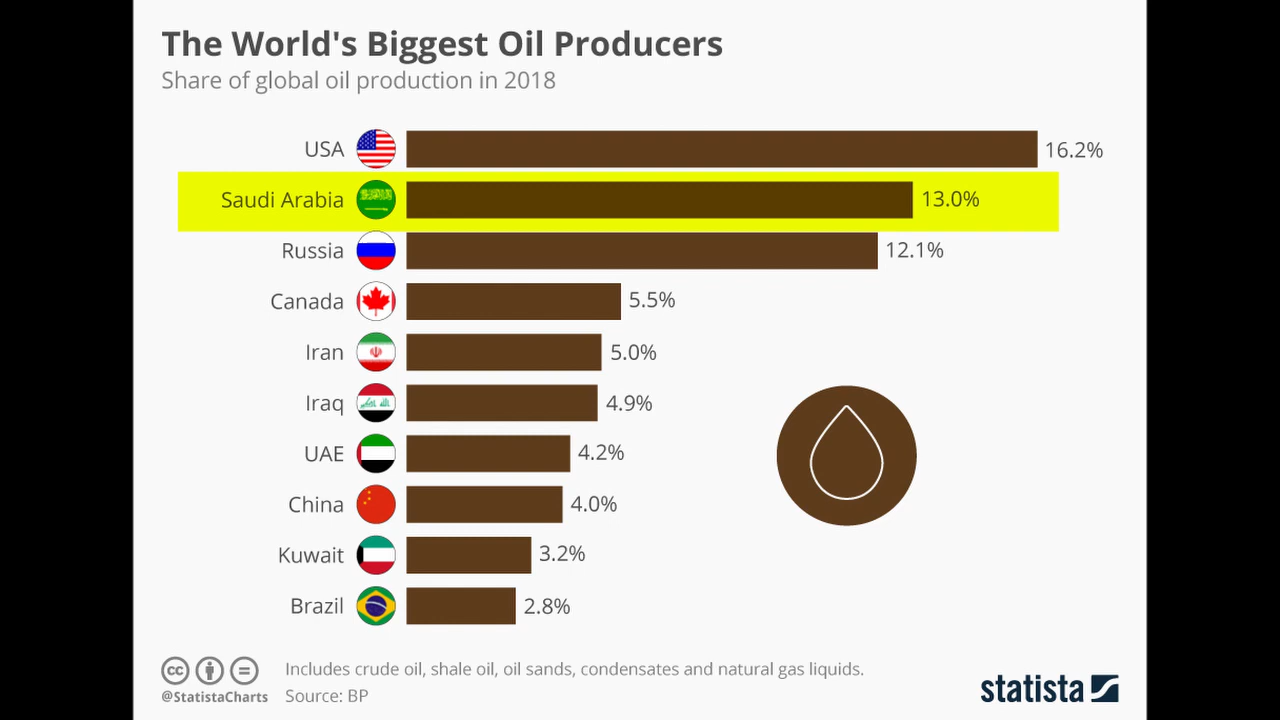 The World's Biggest Oil Producers
Share of global oil production in 2018
USA 16.2%
Saudi Arabia 13.0%
Russia 12.1%
Canada 5.5%
Iran 5.0%
Iraq 4.9%
UAE 4.2%
China 4.0%
Kuwait 3.2%
Brazil 2.8%
cc
@StatistaCharts
Includes crude oil, shale oil, oil sands, condensates and natural gas liquids.
Source: BP
statista